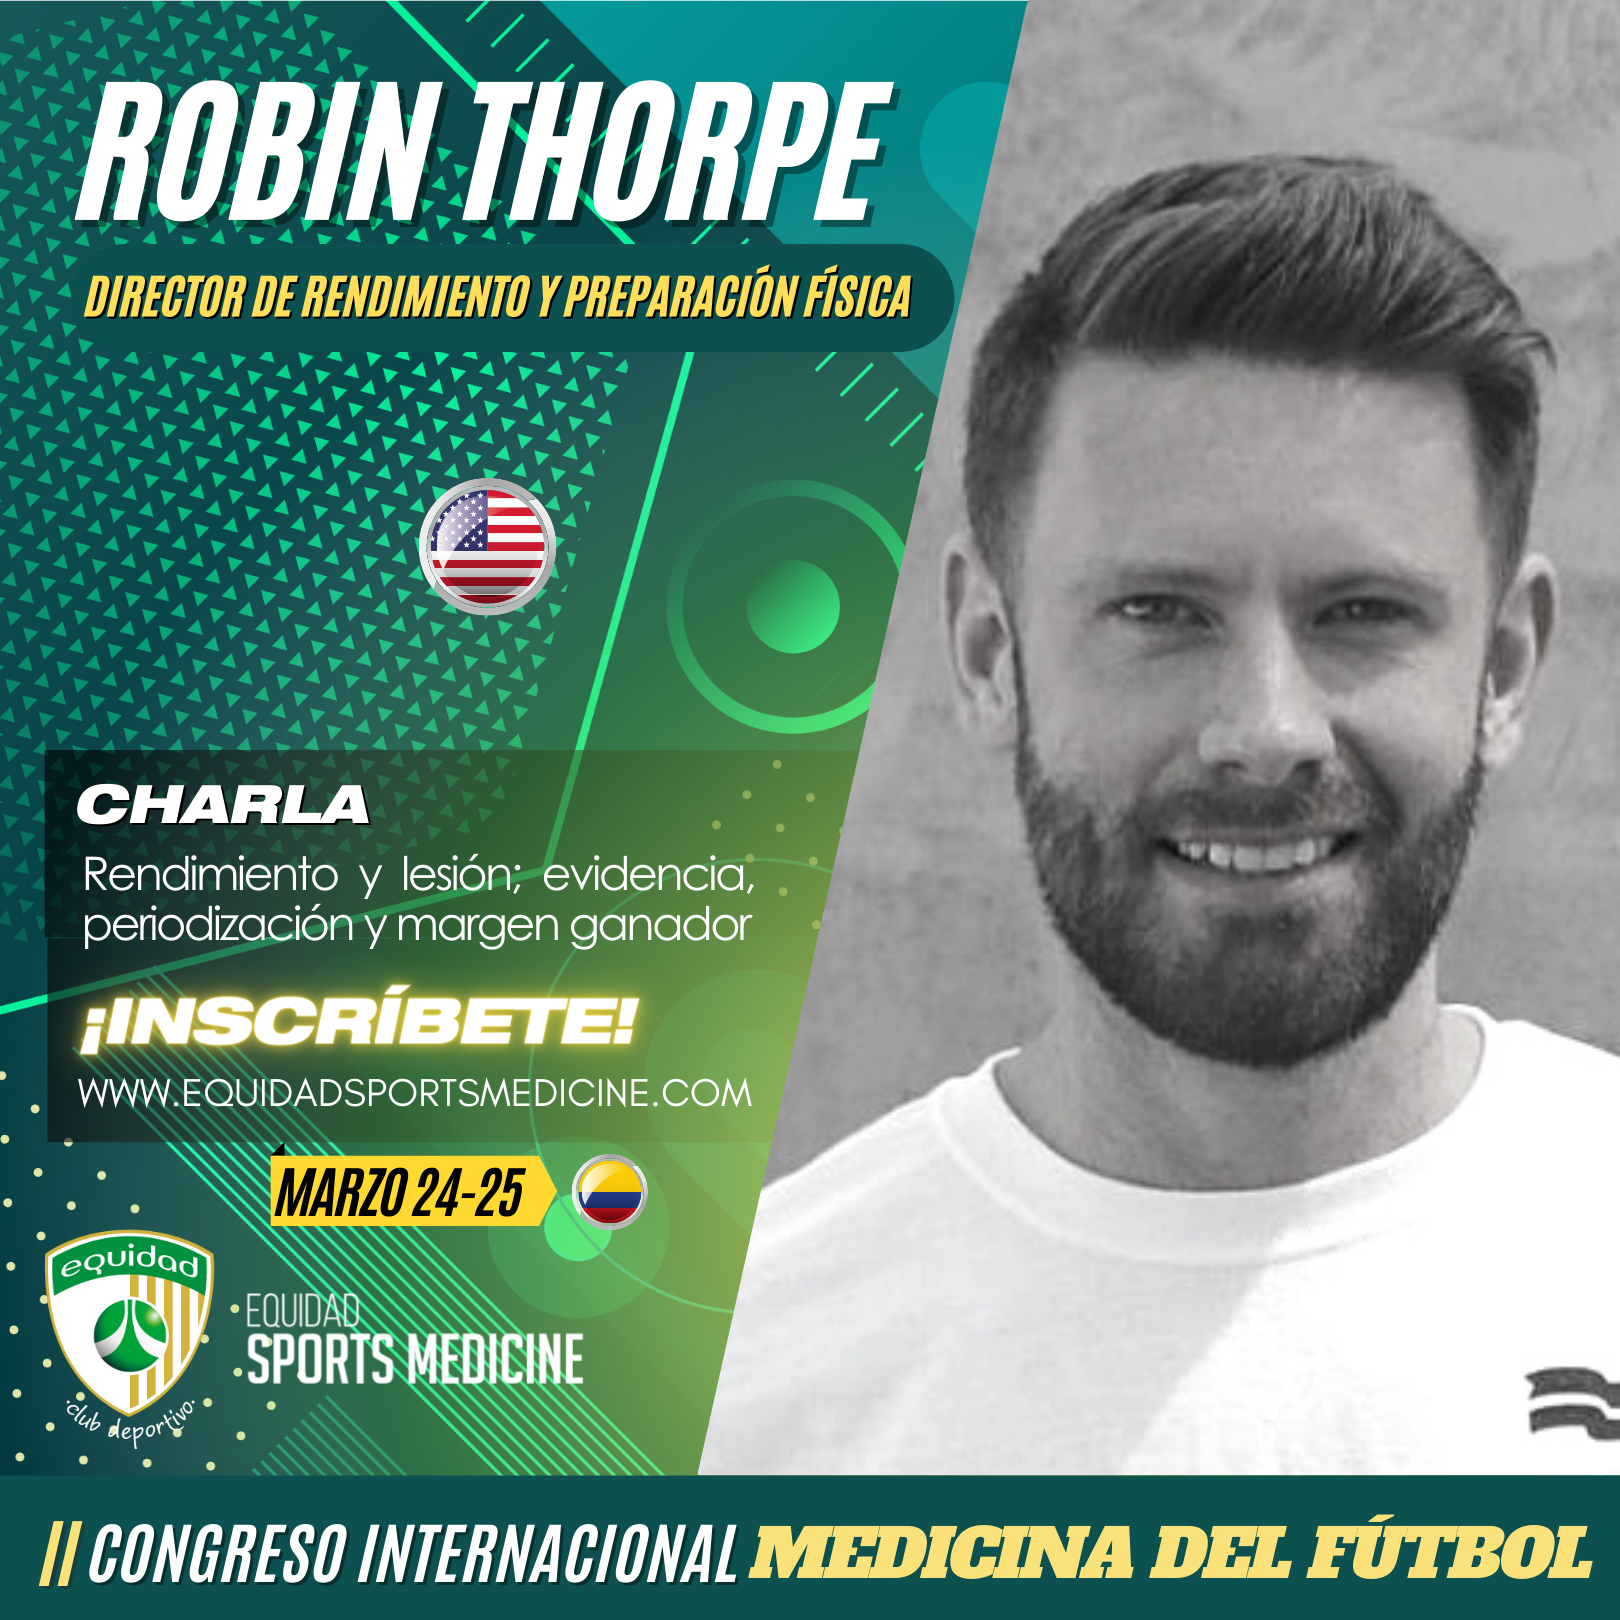 ROBIN THORPE
DIRECTOR DE RENDIMIENTO Y PREPARACIÓN FÍSICA
CHARLA
Rendimiento y lesión; evidencia,
periodización y margen ganador
¡INSCRÍBETE!
WWW.EQUIDADSPORTSMEDICINE.COM
MARZO 24-25
equidad
club deportivo
EQUIDAD
SPORTS MEDICINE
II CONGRESO INTERNACIONAL MEDICINA DEL FÚTBOL